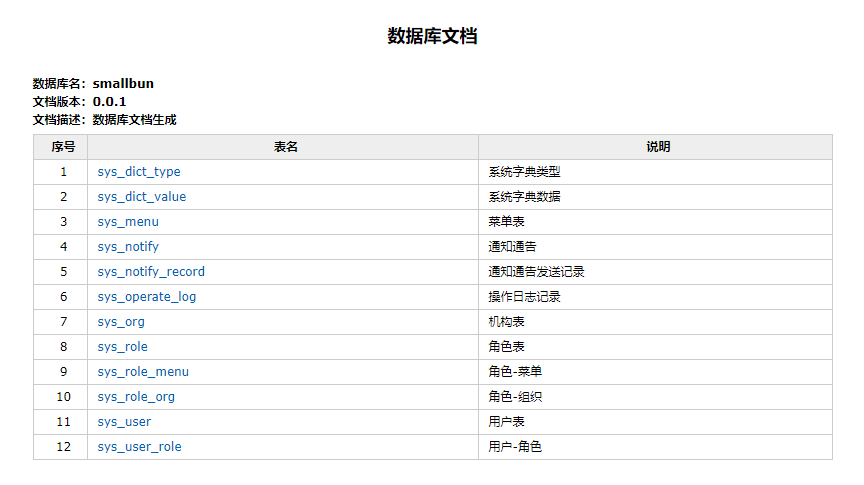 数据库文档
数据库名：smallbun
文档版本：0.0.1
文档描述：数据库文档生成
序号 表名 说明
1 sys_dict_type 系统字典类型
2 sys_dict_value 系统字典数据
3 sys_menu 菜单表
4 sys_notify 通知通告
5 sys_notify_record 通知通告发送记录
6 sys_operate_log 操作日志记录
7 sys_org 机构表
8 sys_role 角色表
9 sys_role_menu 角色-菜单
10 sys_role_org 角色-组织
11 sys_user 用户表
12 sys_user_role 用户-角色